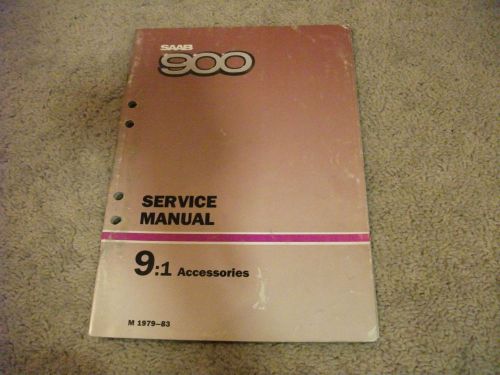 SAAB
900
SERVICE
MANUAL
9:1 Accessories
M 1979–83